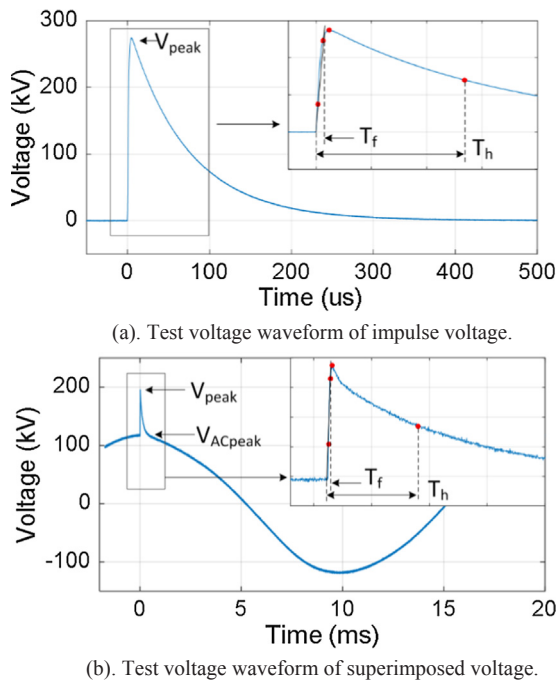 300
200
100
0
Voltage (kV)
V_peak
T_f
T_h
0 100 200 300 400 500
Time (us)
(a). Test voltage waveform of impulse voltage.
200
100
0
-100
Voltage (kV)
V_peak
V_ACpeak
T_f
T_h
0 5 10 15 20
Time (ms)
(b). Test voltage waveform of superimposed voltage.